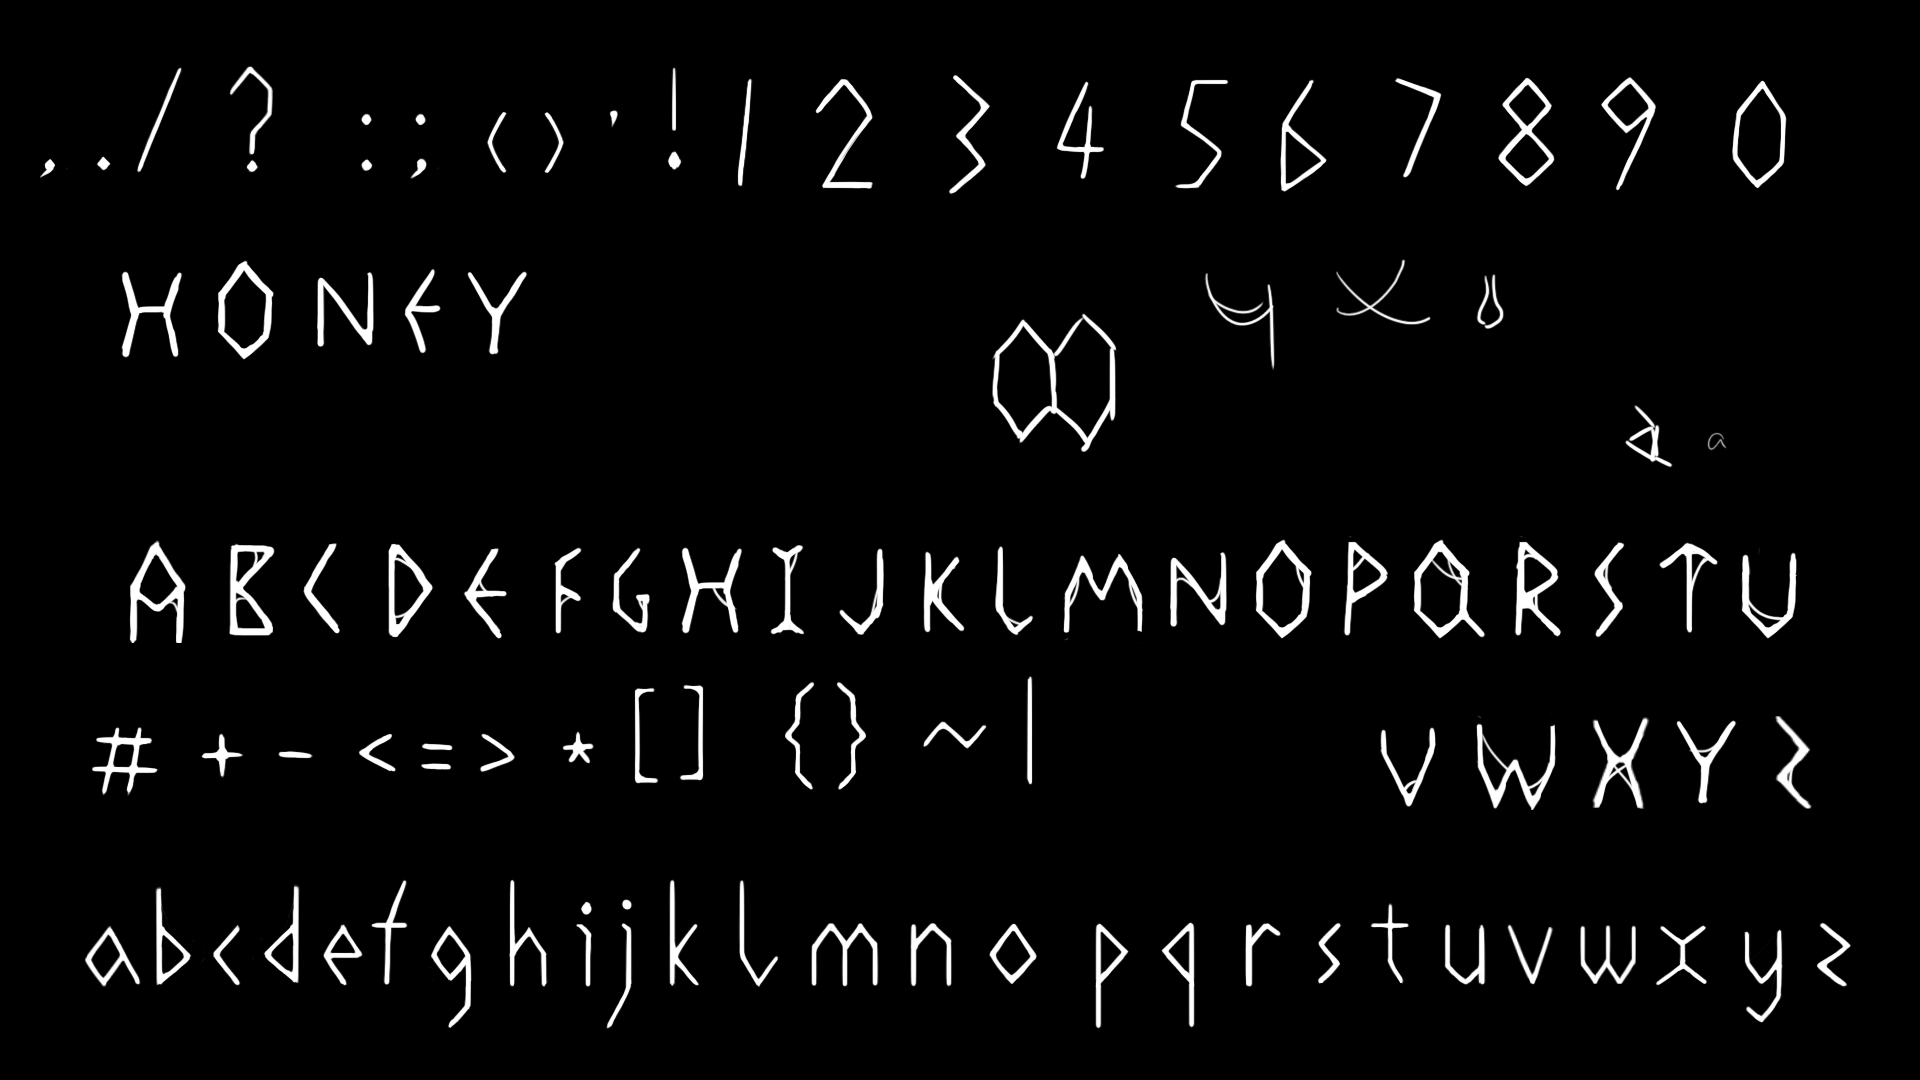 , . / ? : ; ( ) ' ! 1 2 3 4 5 6 7 8 9 0
HONEY
a a
A B C D E F G H I J K L M N O P Q R S T U
# + - < = > * [ ] { } ~ | V W X Y Z
a b c d e f g h i j k l m n o p q r s t u v w x y z